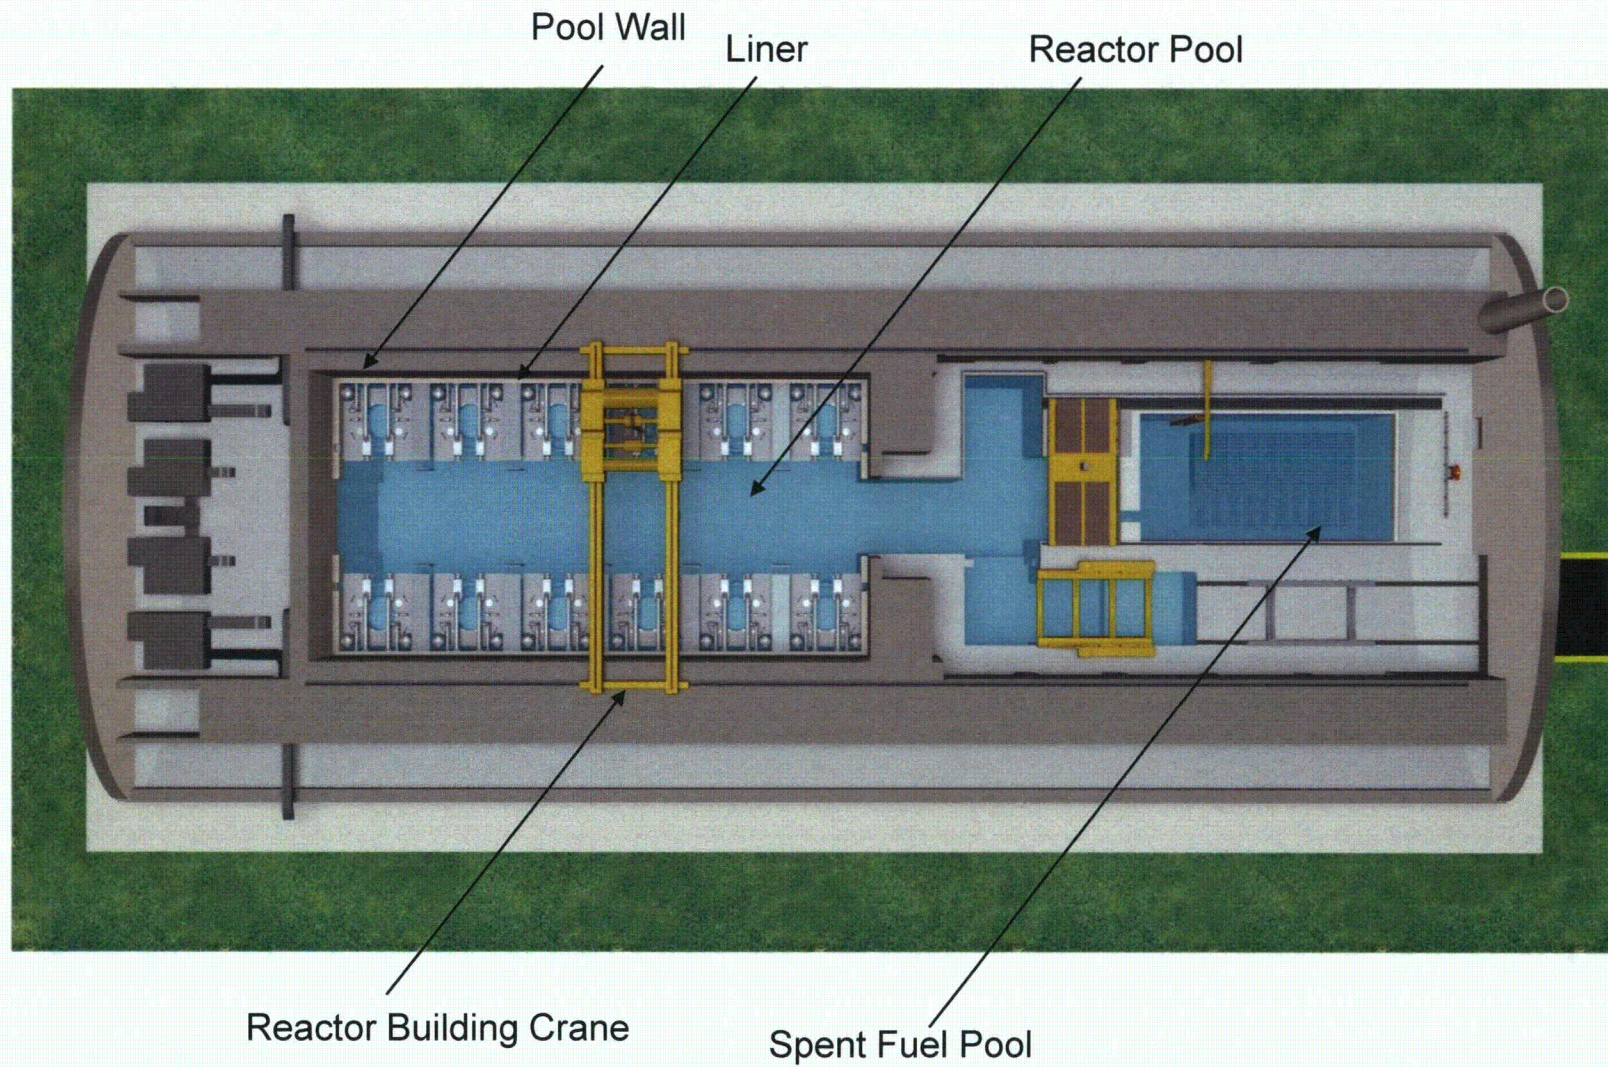 Pool Wall
Liner
Reactor Pool
Reactor Building Crane
Spent Fuel Pool